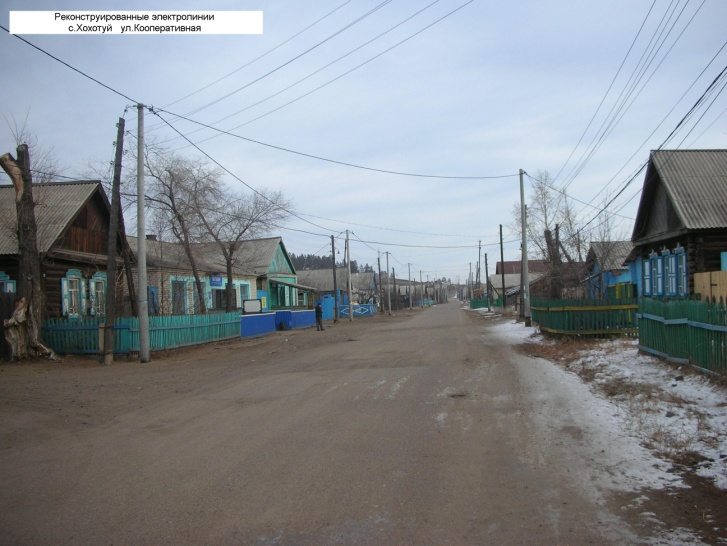 Реконструированные электролинии
с.Хохотуй ул.Кооперативная